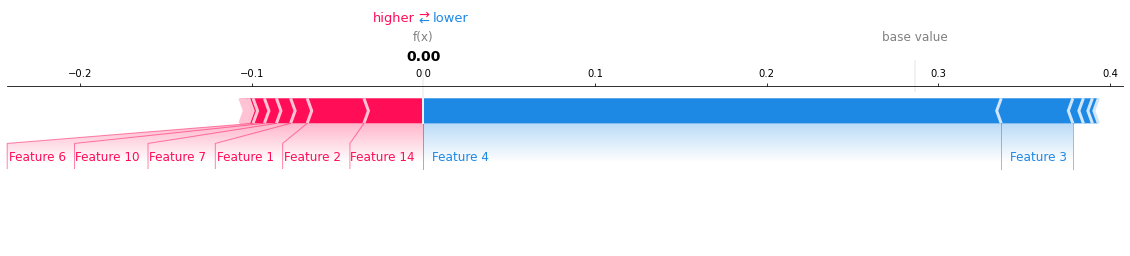 higher ⇄ lower
f(x)
base value
0.00
−0.2
−0.1
0.0
0.1
0.2
0.3
0.4
Feature 6
Feature 10
Feature 7
Feature 1
Feature 2
Feature 14
Feature 4
Feature 3